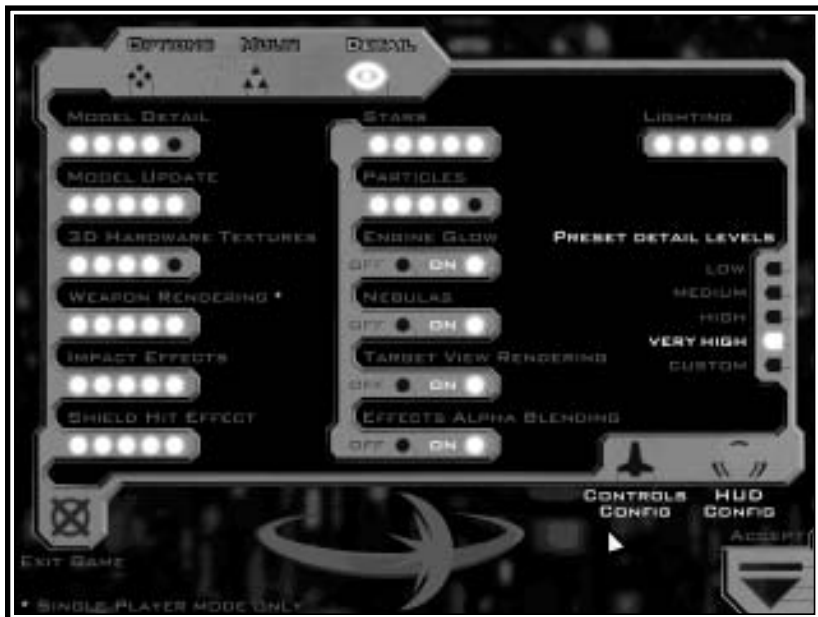 OPTIONS MULTI DETAIL
MODEL DETAIL
MODEL UPDATE
3D HARDWARE TEXTURES
WEAPON RENDERING *
IMPACT EFFECTS
SHIELD HIT EFFECT
STARS
PARTICLES
ENGINE GLOW
OFF ON
NEBULAS
OFF ON
TARGET VIEW RENDERING
OFF ON
EFFECTS ALPHA BLENDING
OFF ON
LIGHTING
PRESET DETAIL LEVELS
LOW
MEDIUM
HIGH
VERY HIGH
CUSTOM
CONTROLS
CONFIG
HUD
CONFIG
EXIT GAME
ACCEPT
* SINGLE PLAYER MODE ONLY